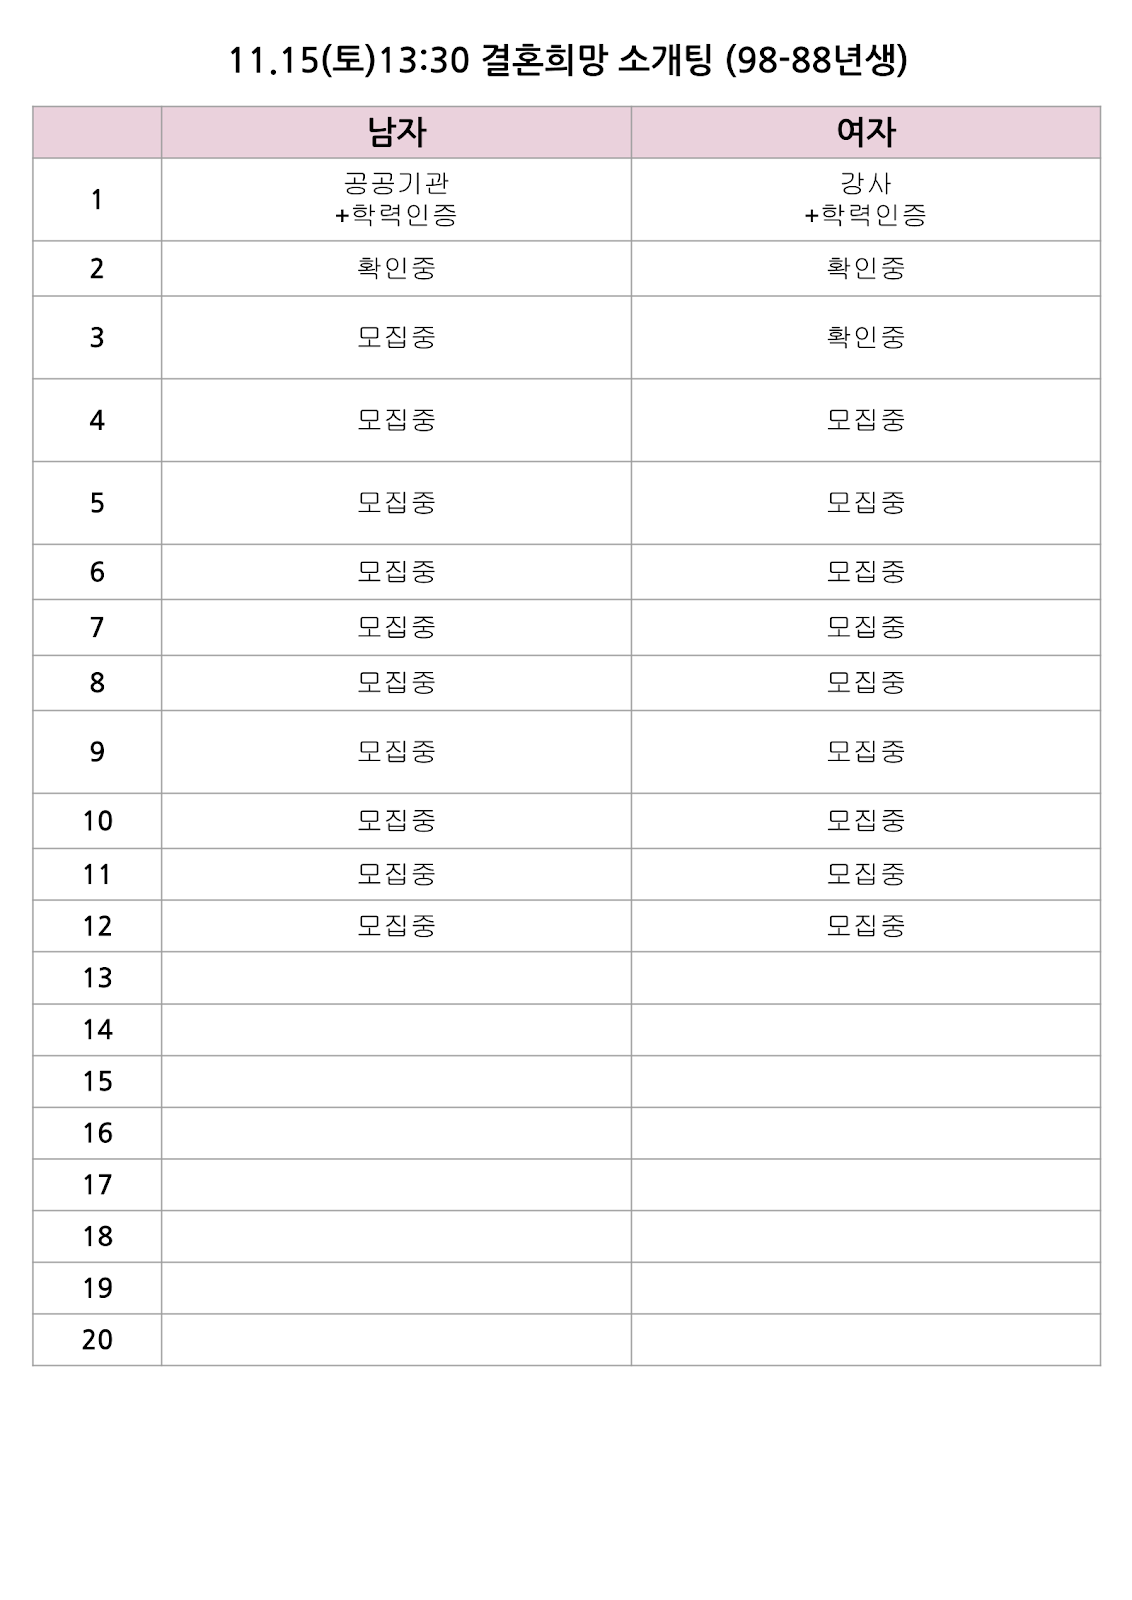 11.15(토)13:30 결혼희망 소개팅 (98-88년생)
남자 여자
1 공공기관 +학력인증 강사 +학력인증
2 확인중 확인중
3 모집중 확인중
4 모집중 모집중
5 모집중 모집중
6 모집중 모집중
7 모집중 모집중
8 모집중 모집중
9 모집중 모집중
10 모집중 모집중
11 모집중 모집중
12 모집중 모집중
13
14
15
16
17
18
19
20